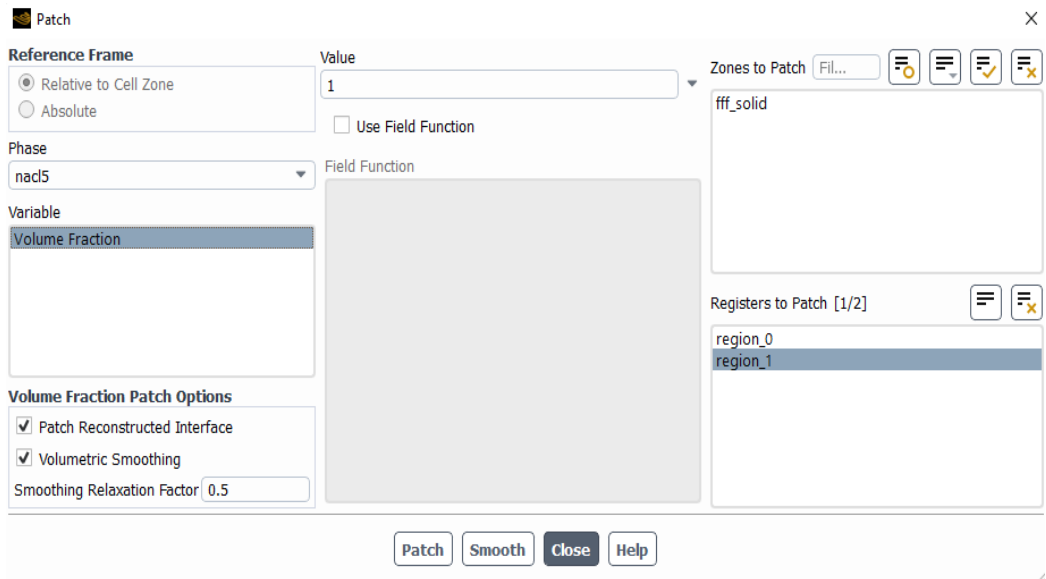 Patch
Reference Frame
Relative to Cell Zone
Absolute
Phase
nacl5
Variable
Volume Fraction
Volume Fraction Patch Options
Patch Reconstructed Interface
Volumetric Smoothing
Smoothing Relaxation Factor 0.5
Value
1
Use Field Function
Field Function
Zones to Patch Fil...
fff_solid
Registers to Patch [1/2]
region_0
region_1
Patch Smooth Close Help